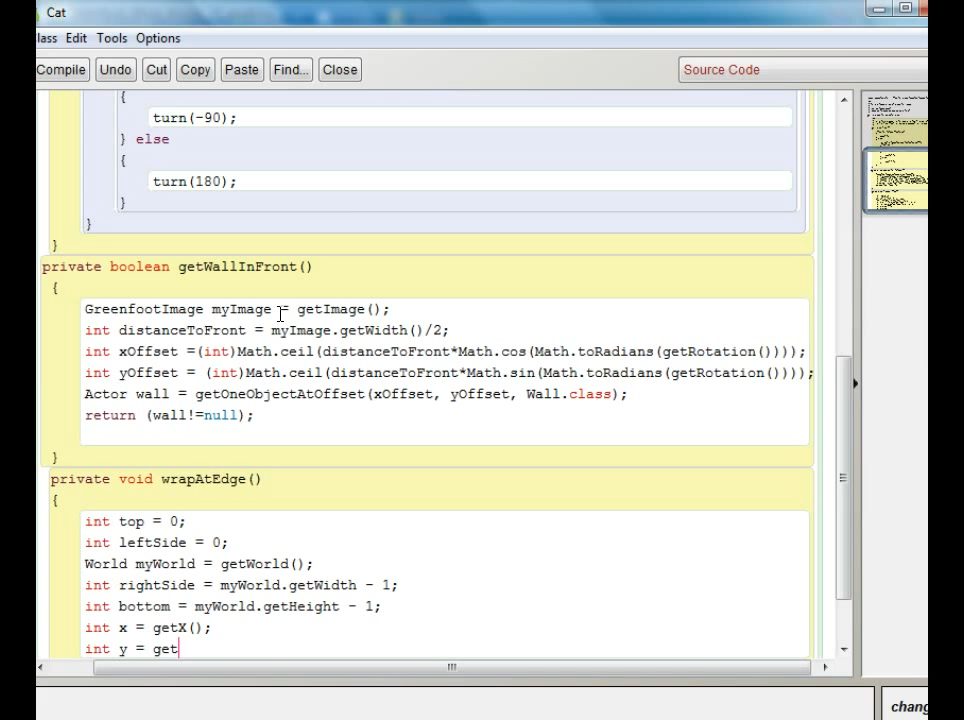 Cat
lass Edit Tools Options
Compile Undo Cut Copy Paste Find... Close Source Code
{
turn(-90);
} else
{
turn(180);
}
}
}
private boolean getWallInFront()
{
GreenfootImage myImage = getImage();
int distanceToFront = myImage.getWidth()/2;
int xOffset =(int)Math.ceil(distanceToFront*Math.cos(Math.toRadians(getRotation())));
int yOffset = (int)Math.ceil(distanceToFront*Math.sin(Math.toRadians(getRotation())));
Actor wall = getOneObjectAtOffset(xOffset, yOffset, Wall.class);
return (wall!=null);
}
private void wrapAtEdge()
{
int top = 0;
int leftSide = 0;
World myWorld = getWorld();
int rightSide = myWorld.getWidth - 1;
int bottom = myWorld.getHeight - 1;
int x = getX();
int y = get
chang